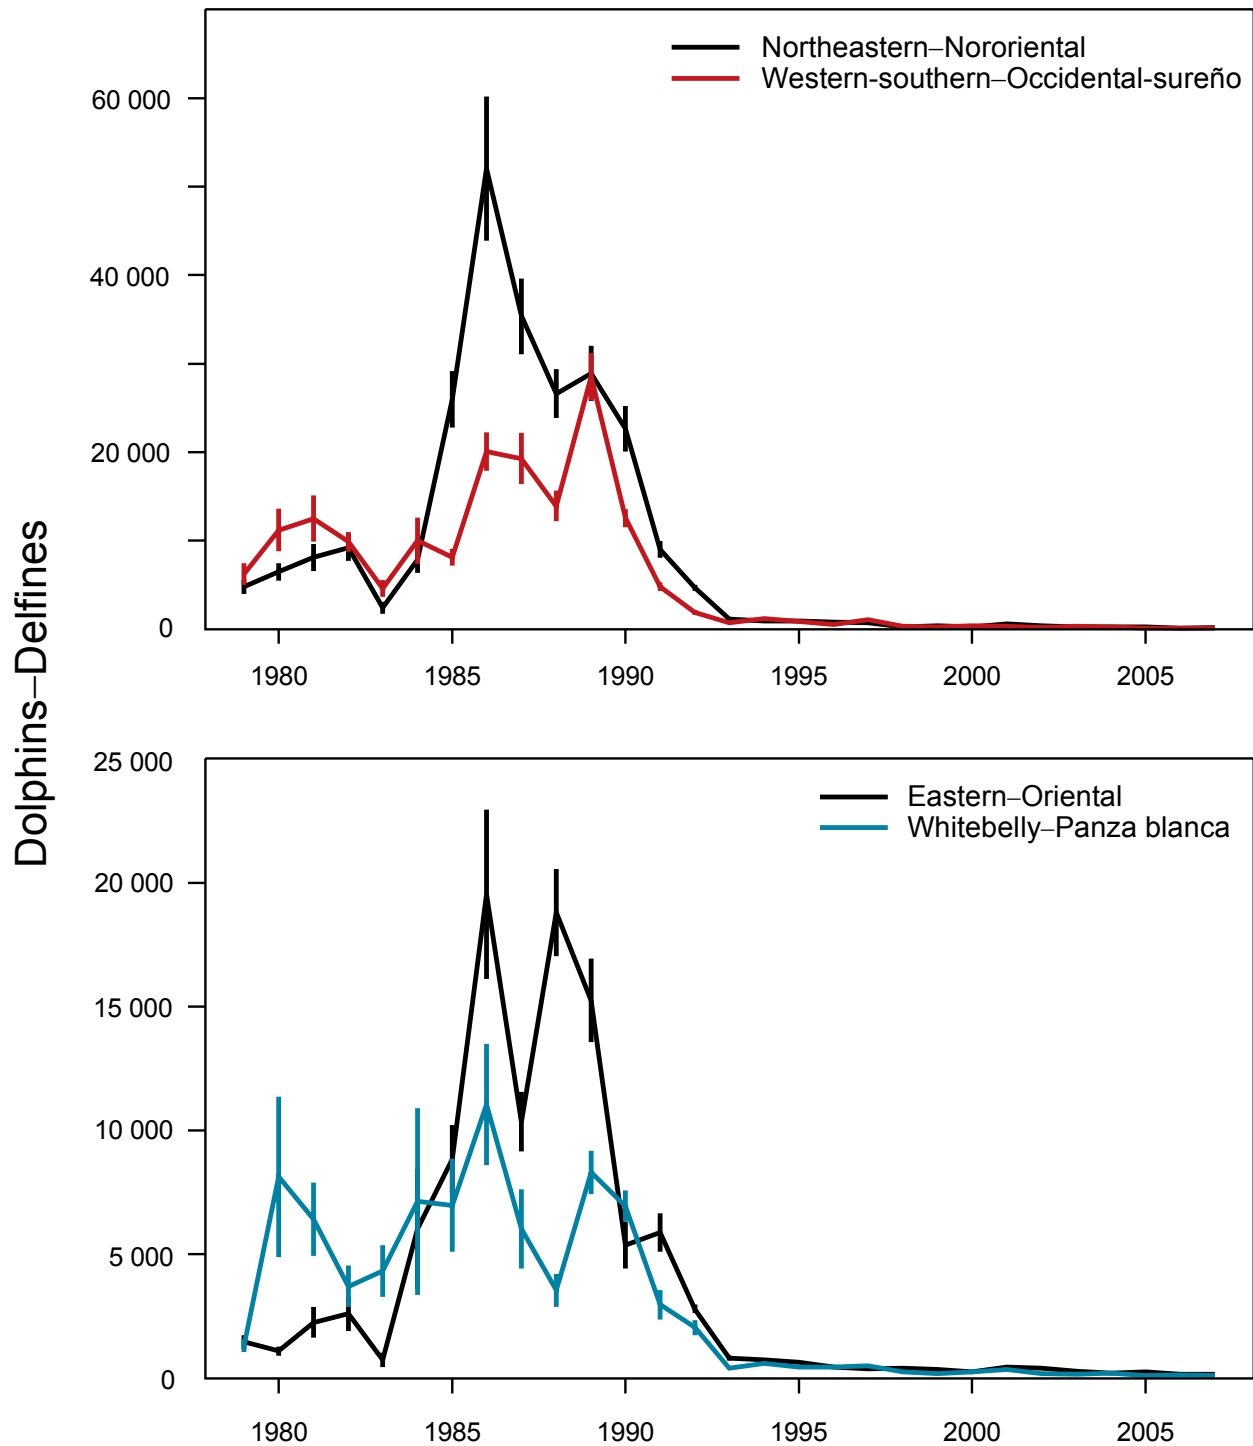 Dolphins–Delfines
Northeastern–Nororiental
Western-southern–Occidental-sureño
60 000
40 000
20 000
0
1980 1985 1990 1995 2000 2005
Eastern–Oriental
Whitebelly–Panza blanca
25 000
20 000
15 000
10 000
5 000
0
1980 1985 1990 1995 2000 2005